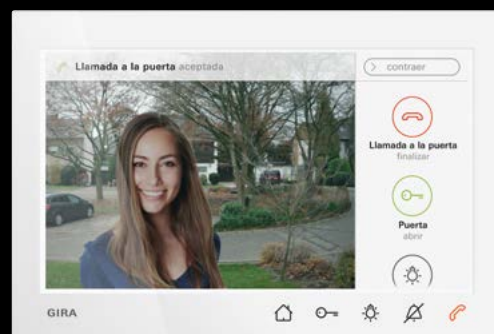 Llamada a la puerta aceptada
contraer
Llamada a la puerta
finalizar
Puerta
abrir
GIRA